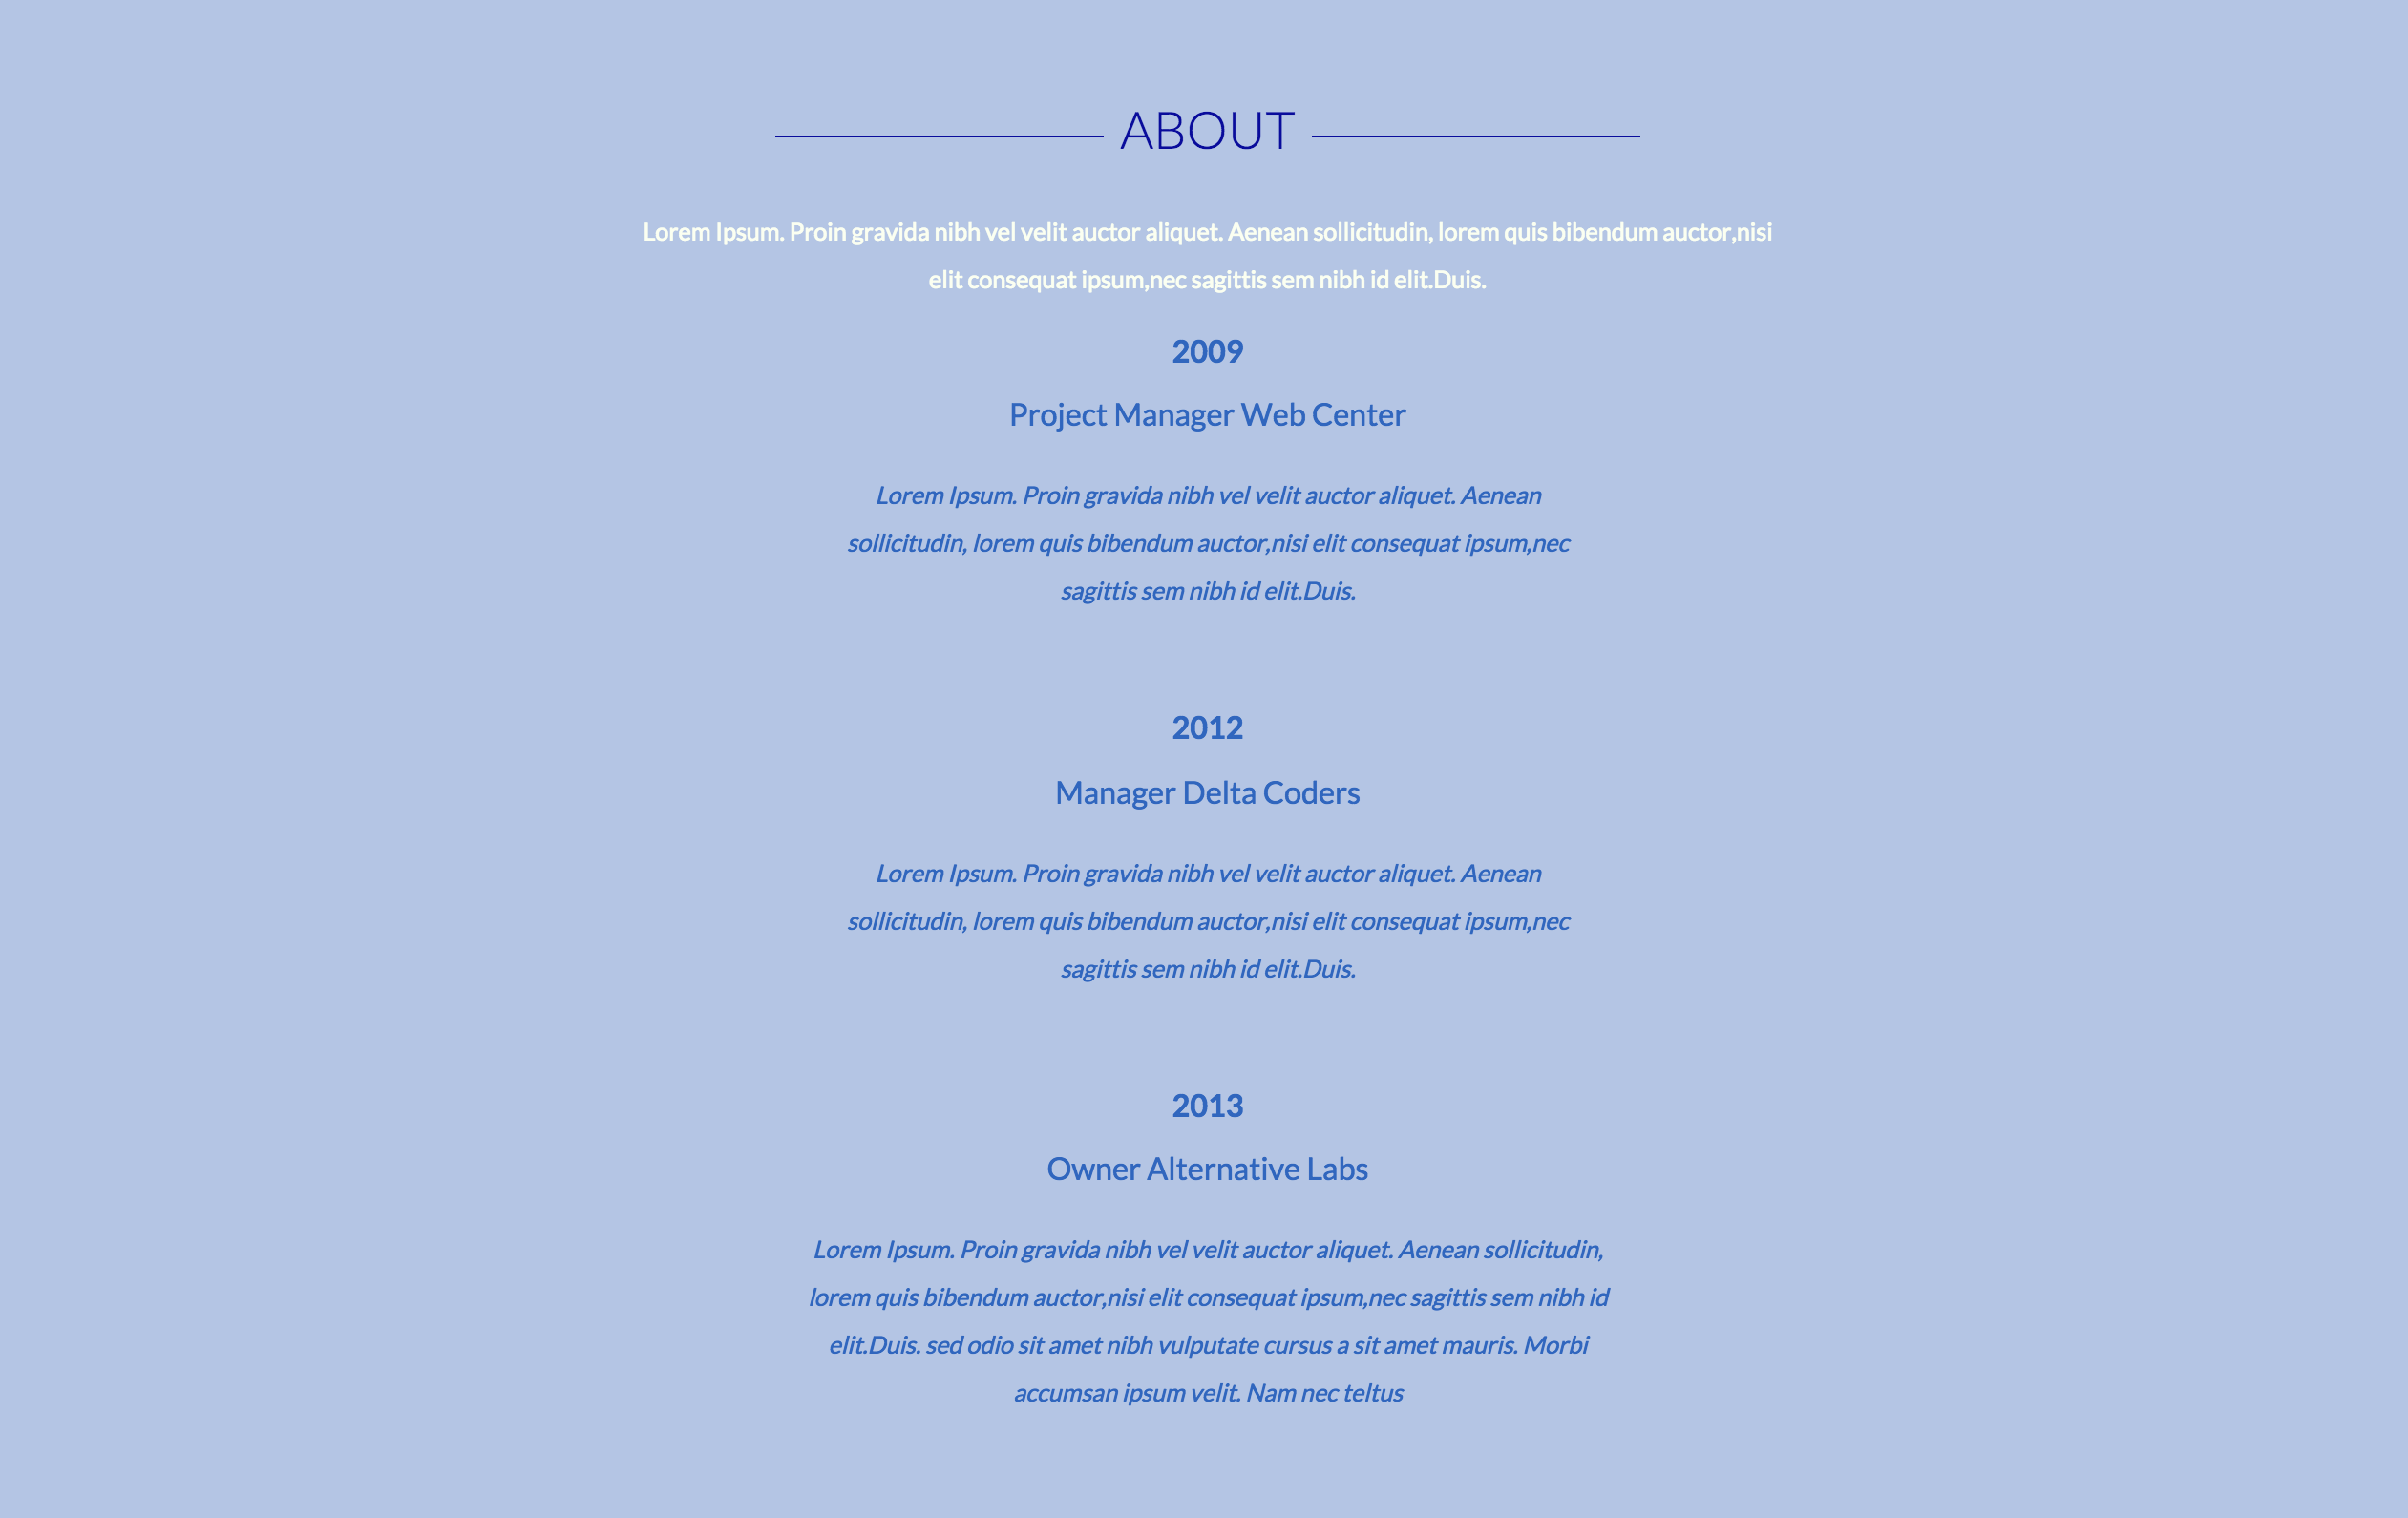 ABOUT
Lorem Ipsum. Proin gravida nibh vel velit auctor aliquet. Aenean sollicitudin, lorem quis bibendum auctor,nisi
elit consequat ipsum,nec sagittis sem nibh id elit.Duis.
2009
Project Manager Web Center
Lorem Ipsum. Proin gravida nibh vel velit auctor aliquet. Aenean
sollicitudin, lorem quis bibendum auctor,nisi elit consequat ipsum,nec
sagittis sem nibh id elit.Duis.
2012
Manager Delta Coders
Lorem Ipsum. Proin gravida nibh vel velit auctor aliquet. Aenean
sollicitudin, lorem quis bibendum auctor,nisi elit consequat ipsum,nec
sagittis sem nibh id elit.Duis.
2013
Owner Alternative Labs
Lorem Ipsum. Proin gravida nibh vel velit auctor aliquet. Aenean sollicitudin,
lorem quis bibendum auctor,nisi elit consequat ipsum,nec sagittis sem nibh id
elit.Duis. sed odio sit amet nibh vulputate cursus a sit amet mauris. Morbi
accumsan ipsum velit. Nam nec teltus